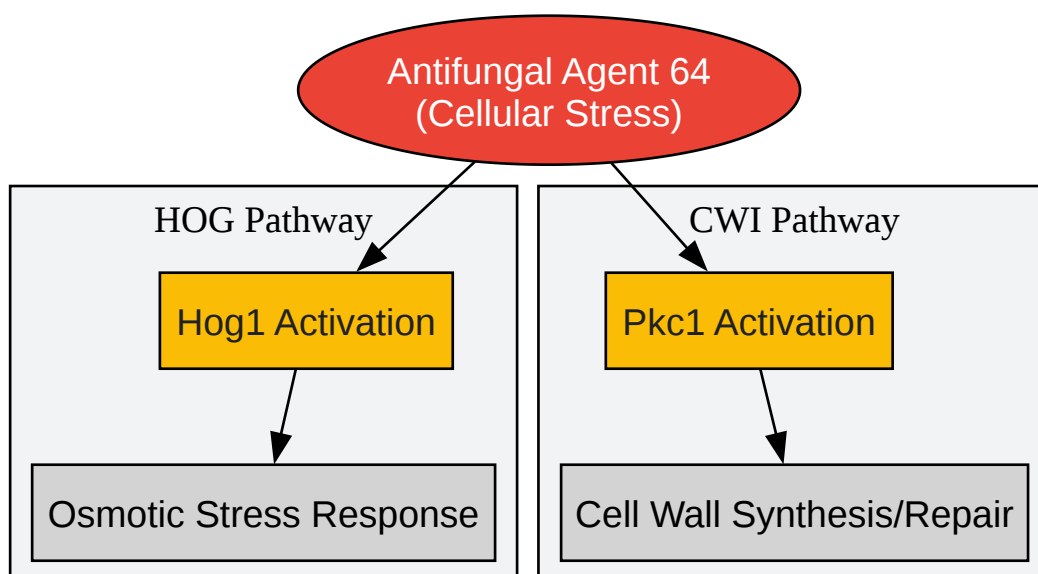 Antifungal Agent 64
(Cellular Stress)
HOG Pathway
CWI Pathway
Hog1 Activation
Pkc1 Activation
Osmotic Stress Response
Cell Wall Synthesis/Repair